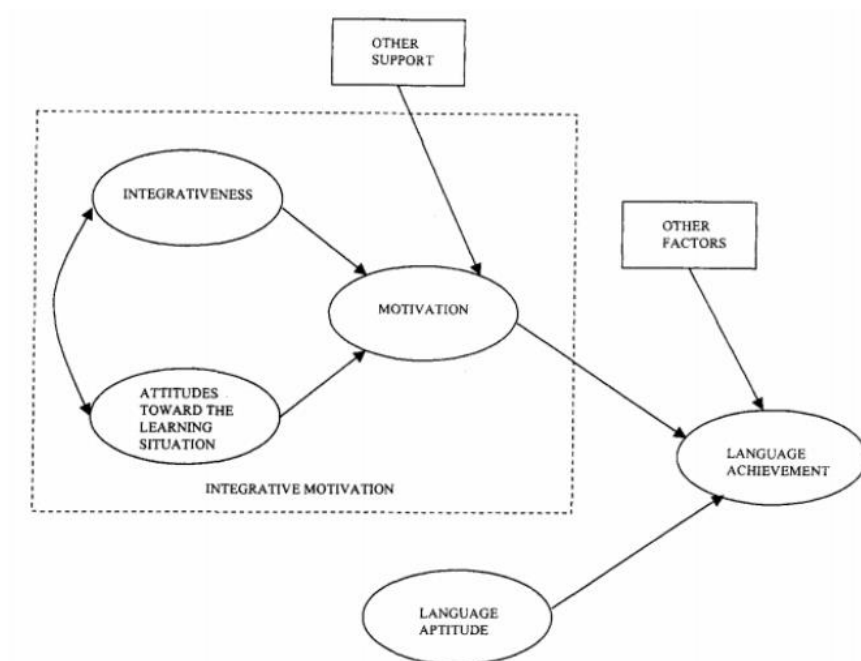 OTHER
SUPPORT
INTEGRATIVENESS
OTHER
FACTORS
MOTIVATION
ATTITUDES
TOWARD THE
LEARNING
SITUATION
LANGUAGE
ACHIEVEMENT
INTEGRATIVE MOTIVATION
LANGUAGE
APTITUDE